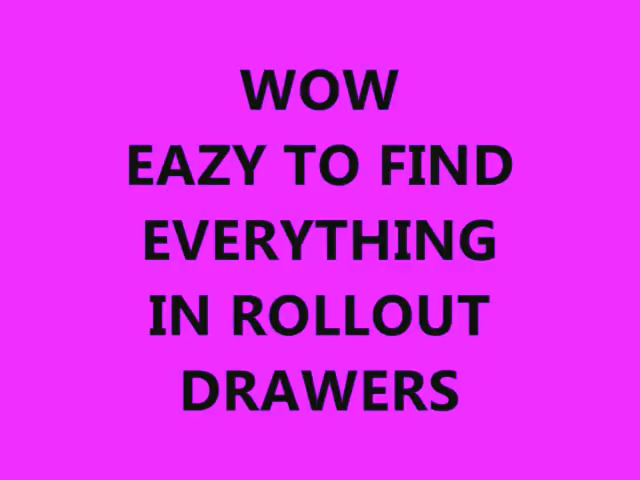 WOW
EAZY TO FIND
EVERYTHING
IN ROLLOUT
DRAWERS